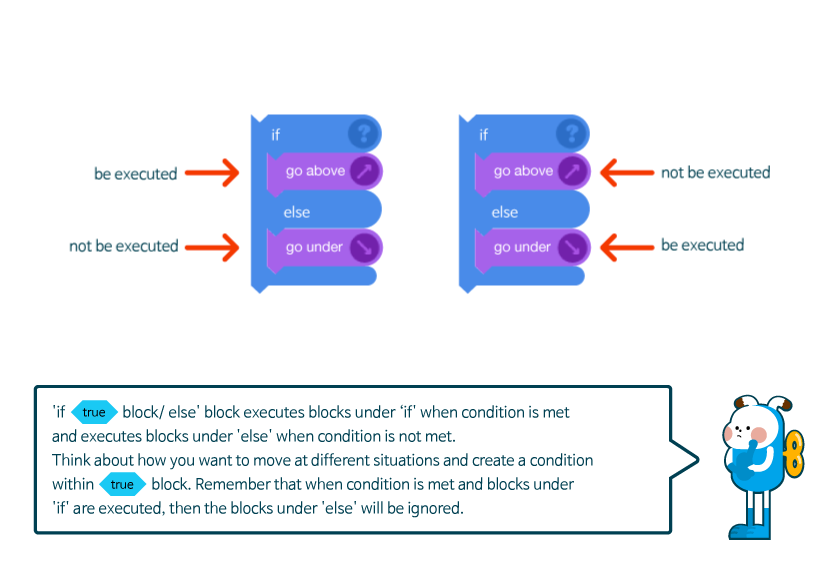 if ?
if ?
be executed
go above
go above
not be executed
else
else
not be executed
go under
go under
be executed
'if true block/ else' block executes blocks under ‘if' when condition is met
and executes blocks under 'else' when condition is not met.
Think about how you want to move at different situations and create a condition
within true block. Remember that when condition is met and blocks under
'if' are executed, then the blocks under 'else' will be ignored.